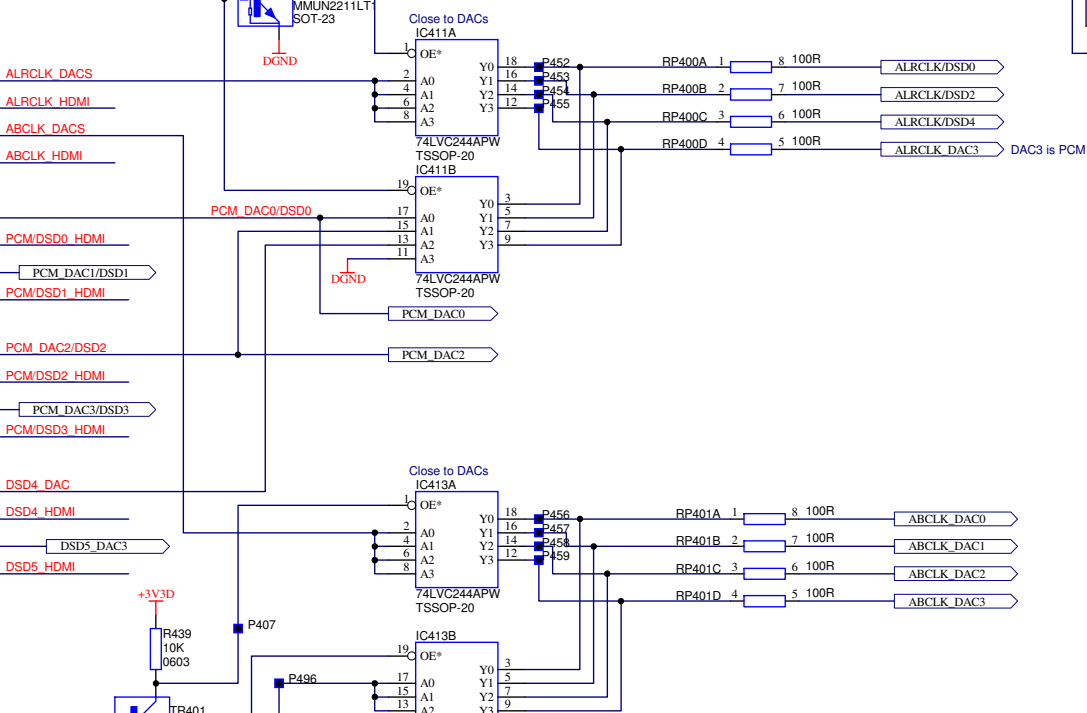 MMUN2211LT1
SOT-23
DGND
Close to DACs
IC411A
1 OE*
2 A0
4 A1
6 A2
8 A3
Y0 18
Y1 16
Y2 14
Y3 12
P452
P453
P454
P455
74LVC244APW
TSSOP-20
ALRCLK_DACS
ALRCLK_HDMI
ABCLK_DACS
ABCLK_HDMI
RP400A 1 8 100R ALRCLK/DSD0
RP400B 2 7 100R ALRCLK/DSD2
RP400C 3 6 100R ALRCLK/DSD4
RP400D 4 5 100R ALRCLK_DAC3
DAC3 is PCM
IC411B
19 OE*
17 A0
15 A1
13 A2
11 A3
Y0 3
Y1 5
Y2 7
Y3 9
74LVC244APW
TSSOP-20
PCM_DAC0/DSD0
DGND
PCM/DSD0_HDMI
PCM_DAC1/DSD1
PCM/DSD1_HDMI
PCM_DAC0
PCM_DAC2/DSD2
PCM_DAC2
PCM/DSD2_HDMI
PCM_DAC3/DSD3
PCM/DSD3_HDMI
DSD4_DAC
DSD4_HDMI
DSD5_DAC3
DSD5_HDMI
Close to DACs
IC413A
1 OE*
2 A0
4 A1
6 A2
8 A3
Y0 18
Y1 16
Y2 14
Y3 12
P456
P457
P458
P459
74LVC244APW
TSSOP-20
RP401A 1 8 100R ABCLK_DAC0
RP401B 2 7 100R ABCLK_DAC1
RP401C 3 6 100R ABCLK_DAC2
RP401D 4 5 100R ABCLK_DAC3
+3V3D
R439
10K
0603
P407
P496
TR401
IC413B
19 OE*
17 A0
15 A1
13 A2
Y0 3
Y1 5
Y2 7
Y3 9